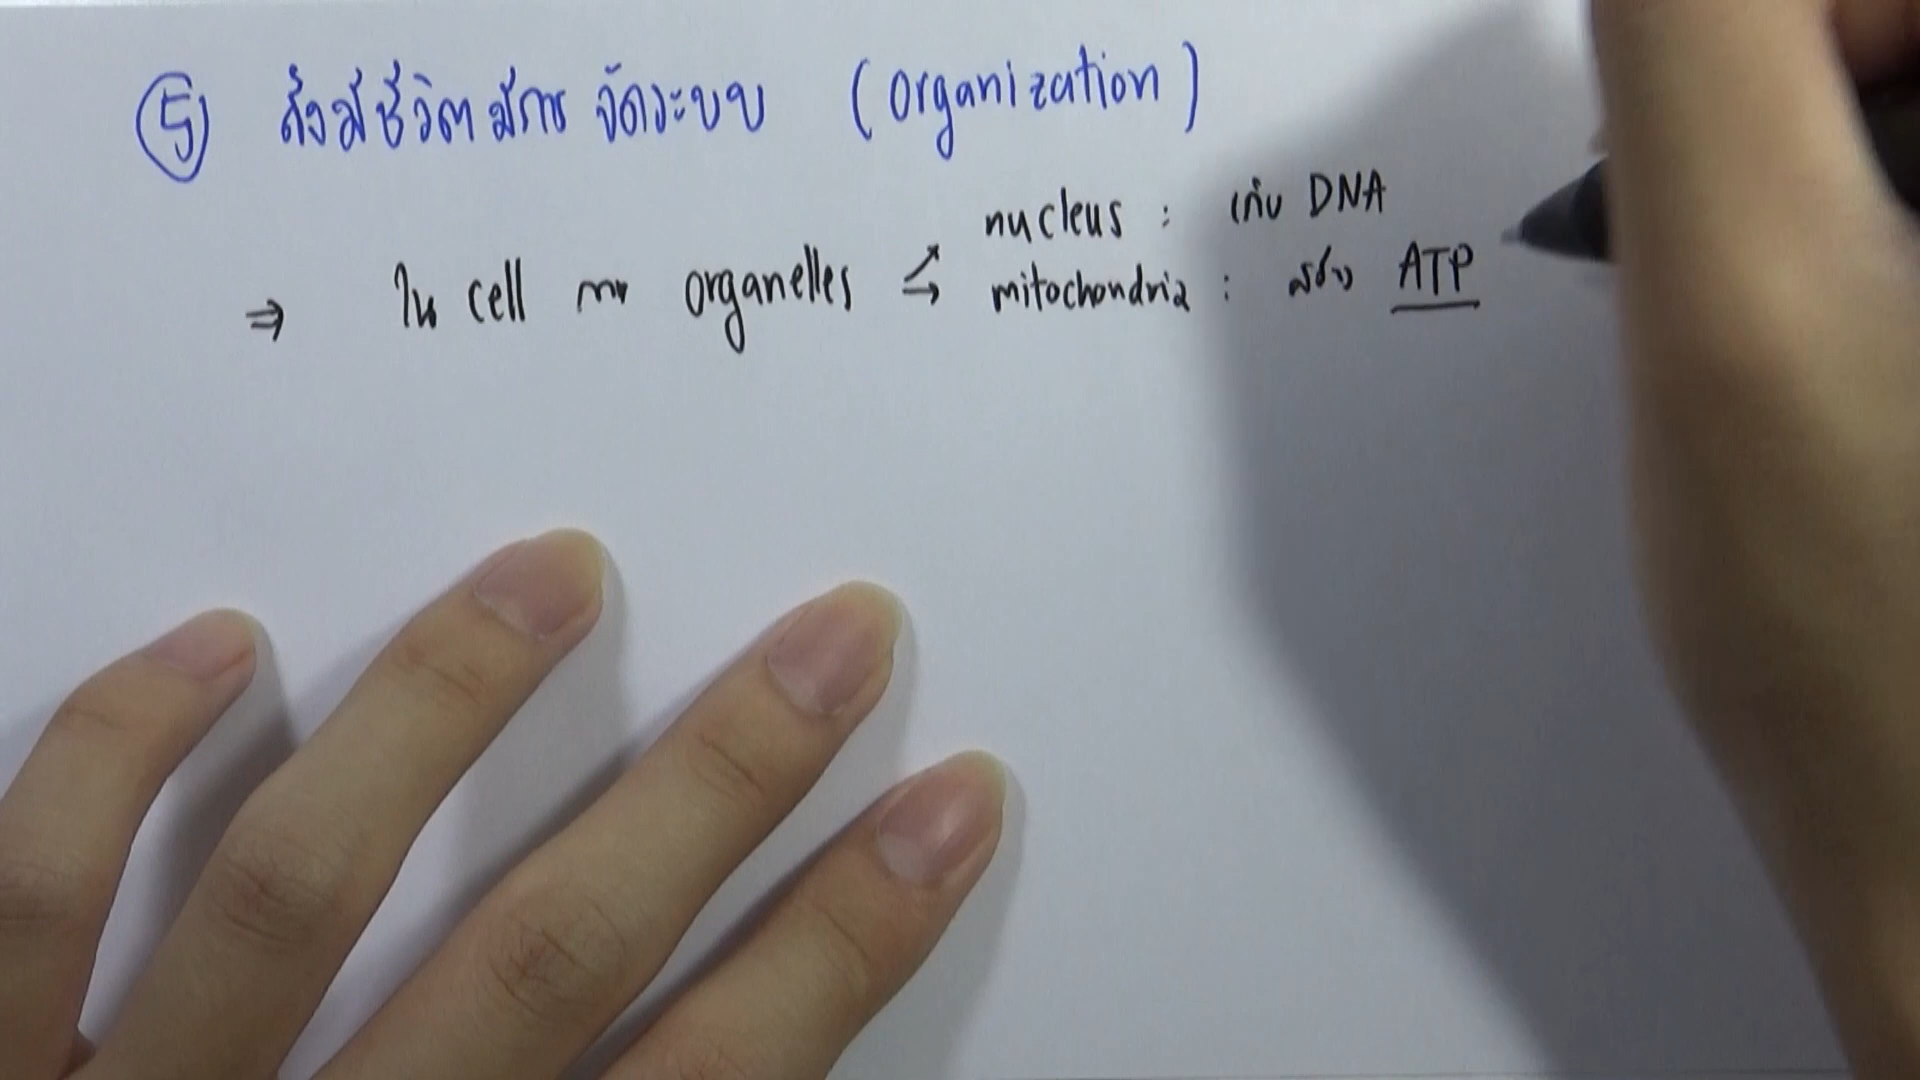 5 สิ่งมีชีวิตมีการจัดระบบ (organization)
nucleus : เก็บ DNA
⇒ ใน cell organelles
mitochondria : สร้าง ATP